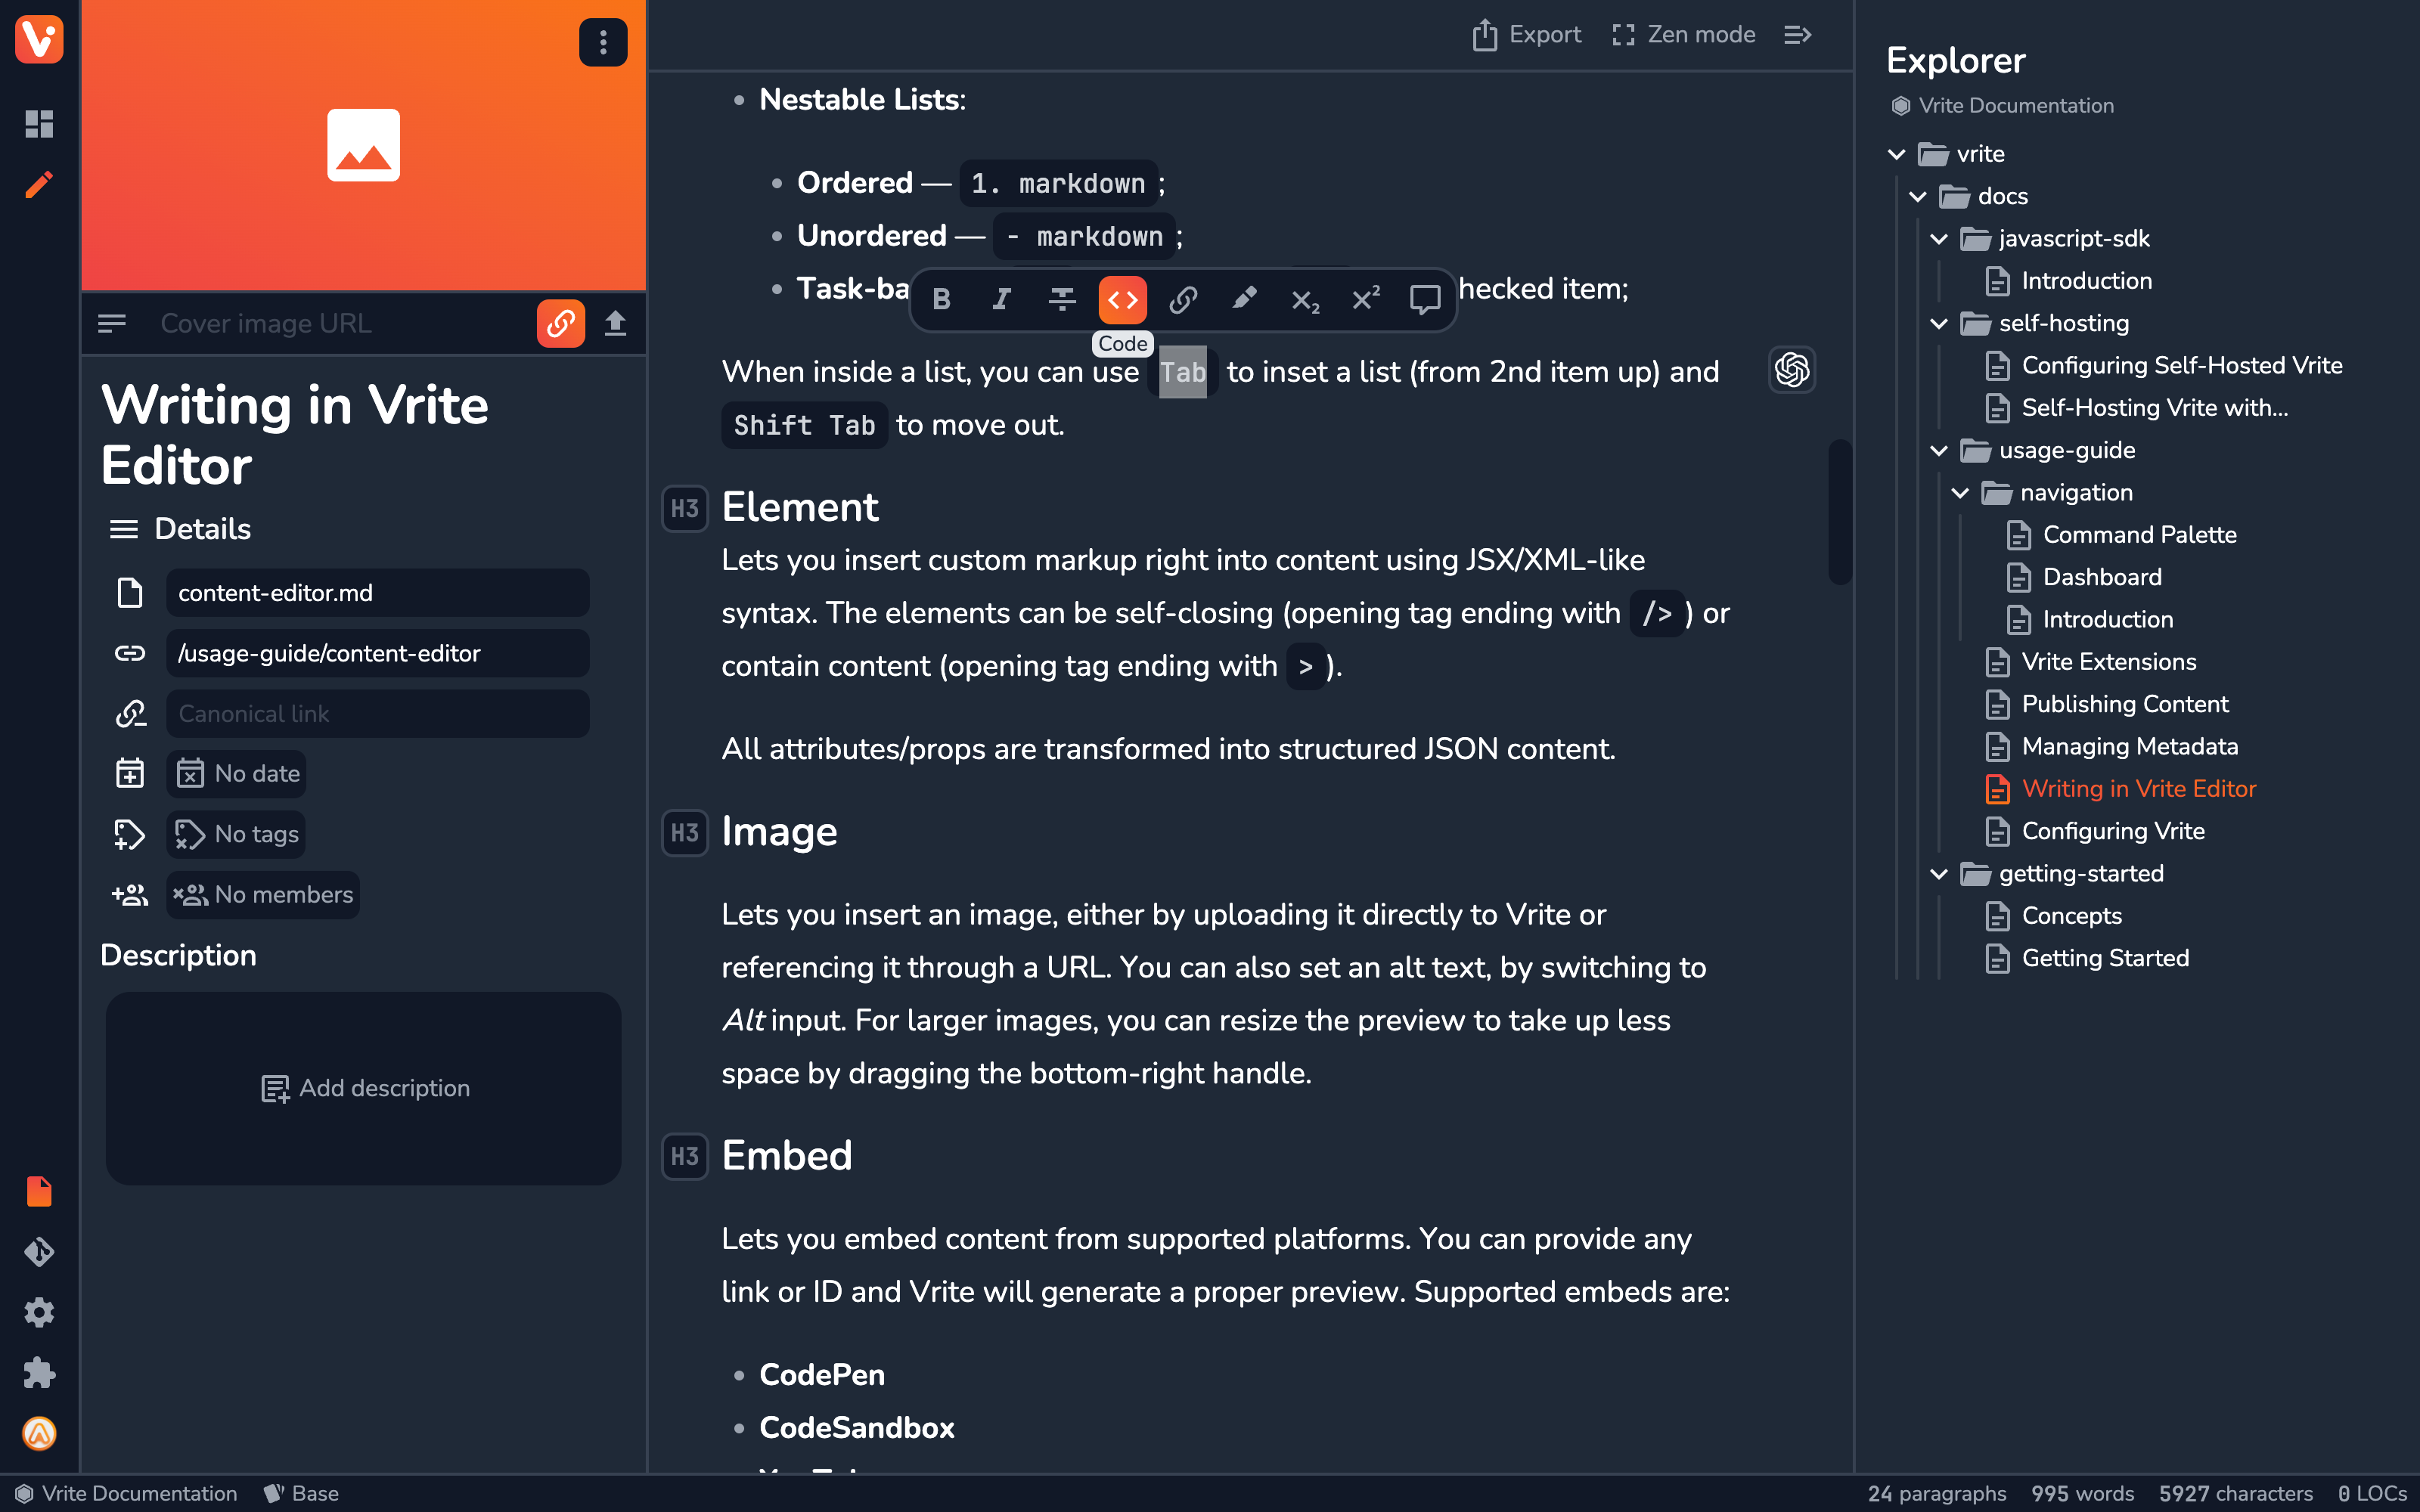 Cover image URL
Writing in Vrite
Editor
Details
content-editor.md
/usage-guide/content-editor
Canonical link
No date
No tags
No members
Description
Add description
Export
Zen mode
Nestable Lists:
Ordered — 1. markdown ;
Unordered — - markdown ;
Task-ba
hecked item;
B I
X2 X2
Code
When inside a list, you can use Tab to inset a list (from 2nd item up) and
Shift Tab to move out.
H3 Element
Lets you insert custom markup right into content using JSX/XML-like
syntax. The elements can be self-closing (opening tag ending with /> ) or
contain content (opening tag ending with > ).
All attributes/props are transformed into structured JSON content.
H3 Image
Lets you insert an image, either by uploading it directly to Vrite or
referencing it through a URL. You can also set an alt text, by switching to
Alt input. For larger images, you can resize the preview to take up less
space by dragging the bottom-right handle.
H3 Embed
Lets you embed content from supported platforms. You can provide any
link or ID and Vrite will generate a proper preview. Supported embeds are:
CodePen
CodeSandbox
Explorer
Vrite Documentation
vrite
docs
javascript-sdk
Introduction
self-hosting
Configuring Self-Hosted Vrite
Self-Hosting Vrite with...
usage-guide
navigation
Command Palette
Dashboard
Introduction
Vrite Extensions
Publishing Content
Managing Metadata
Writing in Vrite Editor
Configuring Vrite
getting-started
Concepts
Getting Started
Vrite Documentation
Base
24 paragraphs 995 words 5927 characters 0 LOCs